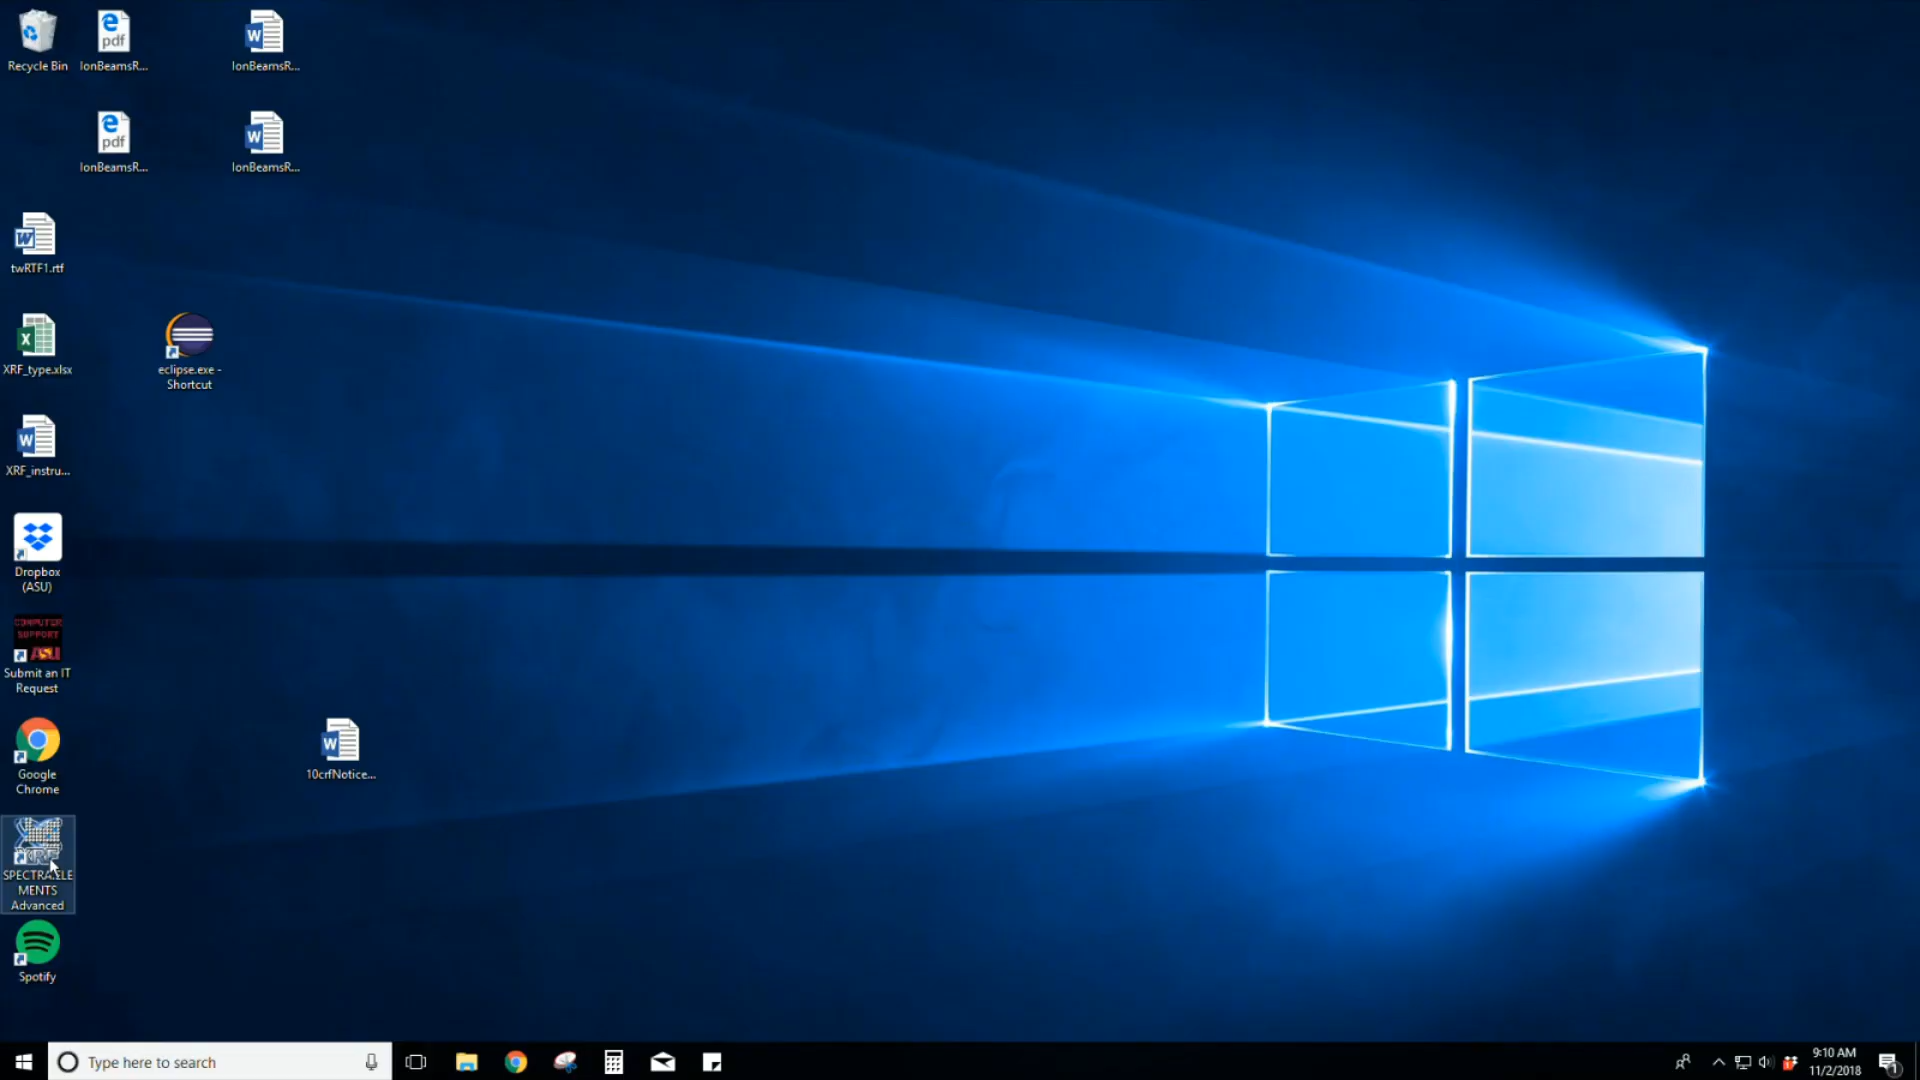 Recycle Bin
IonBeamsR...
IonBeamsR...
IonBeamsR...
IonBeamsR...
twRTF1.rtf
XRF_type.xlsx
eclipse.exe -
Shortcut
XRF_instru...
Dropbox
(ASU)
COMPUTER
SUPPORT
ASU
Submit an IT
Request
Google
Chrome
10crfNotice...
XRF
SPECTRA.ELE
MENTS
Advanced
Spotify
Type here to search
9:10 AM
11/2/2018
1